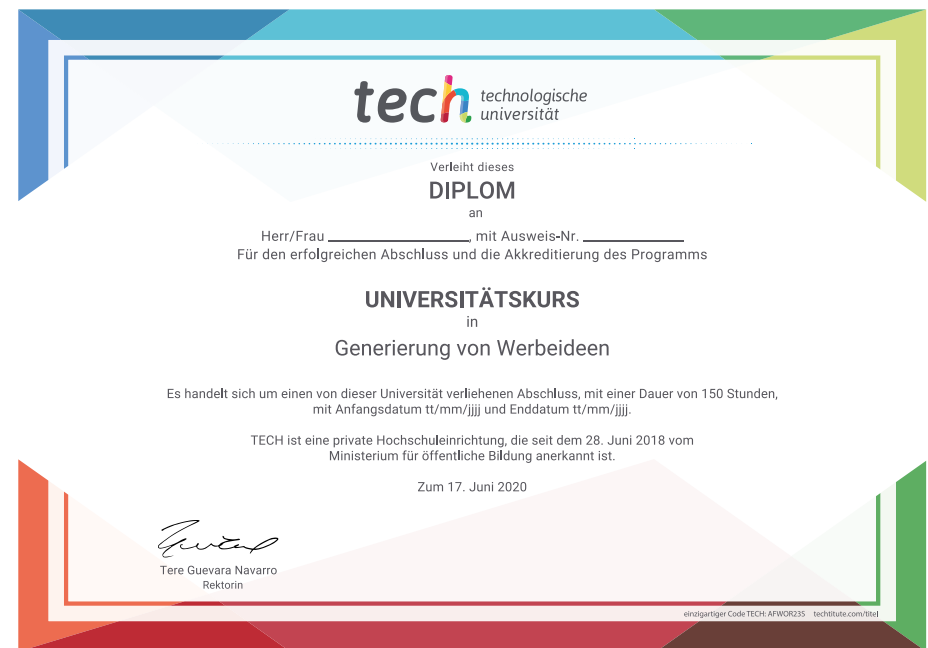 tech technologische
universität
Verleiht dieses
DIPLOM
an
Herr/Frau ____________, mit Ausweis-Nr. ____________
Für den erfolgreichen Abschluss und die Akkreditierung des Programms
UNIVERSITÄTSKURS
in
Generierung von Werbeideen
Es handelt sich um einen von dieser Universität verliehenen Abschluss, mit einer Dauer von 150 Stunden,
mit Anfangsdatum tt/mm/jjjj und Enddatum tt/mm/jjjj.
TECH ist eine private Hochschuleinrichtung, die seit dem 28. Juni 2018 vom
Ministerium für öffentliche Bildung anerkannt ist.
Zum 17. Juni 2020
Tere Guevara Navarro
Rektorin
einzigartiger Code TECH: AFWOR23S techtitute.com/titel